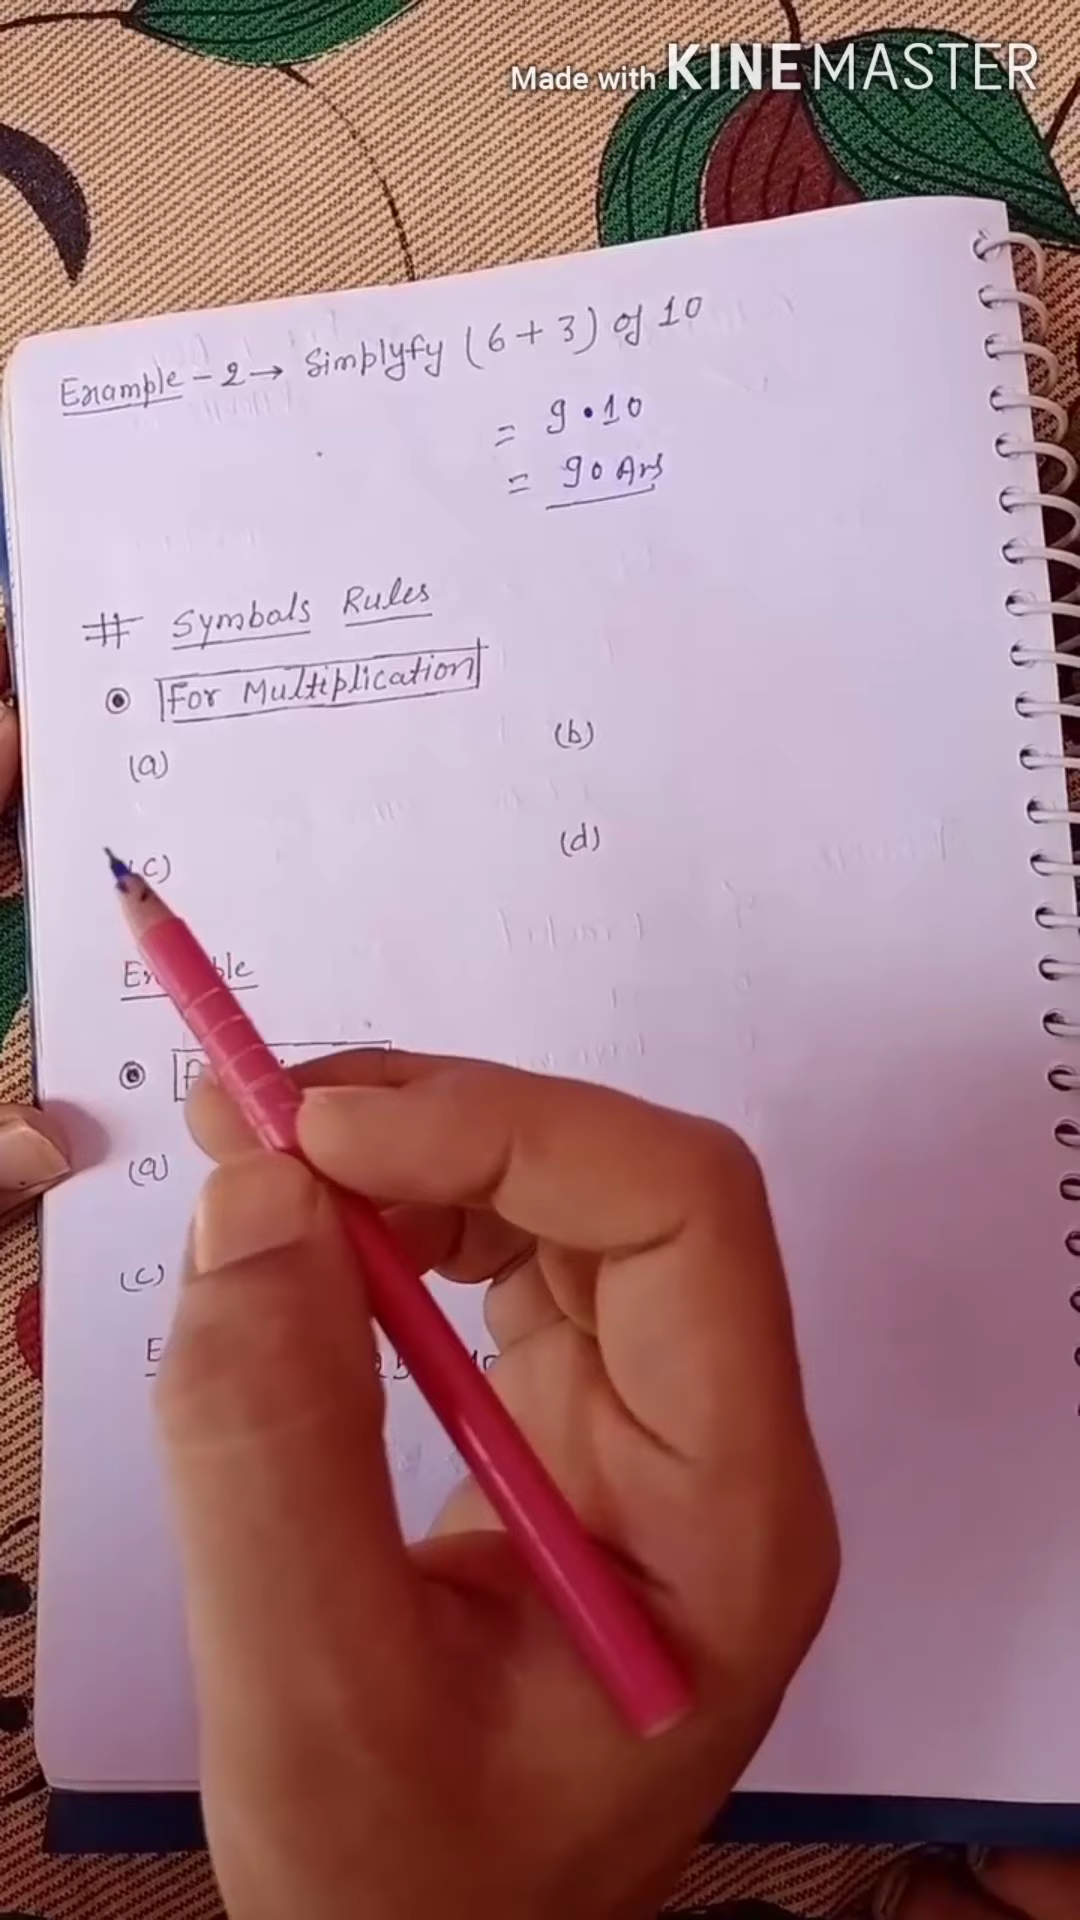 Made with KINEMASTER
Example - 2 → Simplyfy (6 + 3) of 10
= 9 • 10
= 90 Ans
# Symbals Rules
For Multiplication
(a) (b)
(c) (d)
(a)
(c)